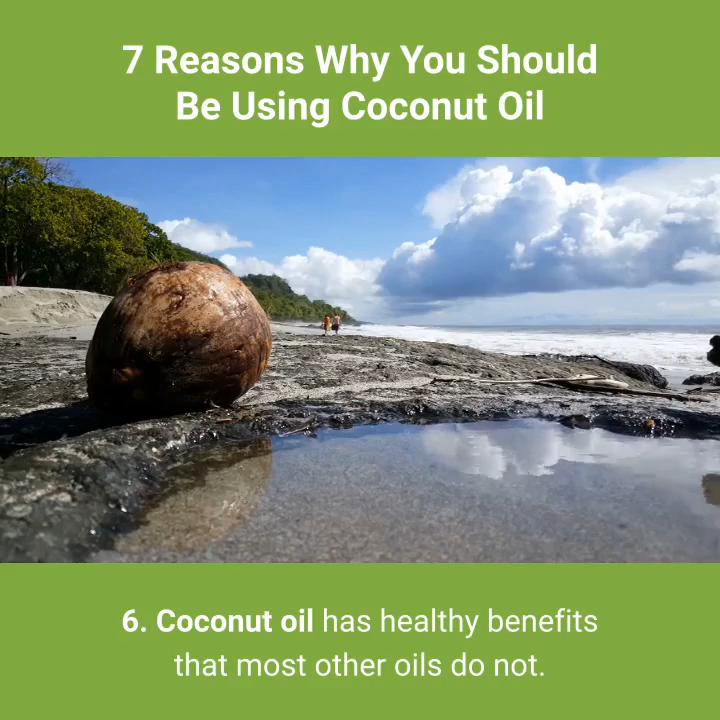 7 Reasons Why You Should
Be Using Coconut Oil
6. Coconut oil has healthy benefits
that most other oils do not.